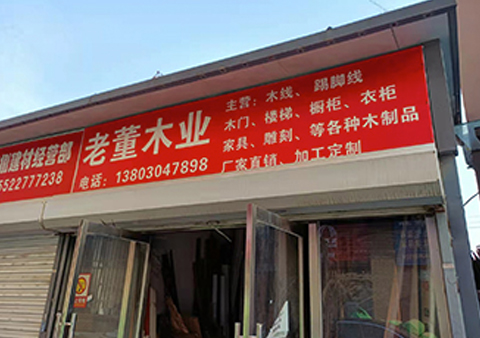 建材经营部
5522777238
老董木业
电话：13803047898
主营：木线、踢脚线
木门、楼梯、橱柜、衣柜
家具、雕刻、等各种木制品
厂家直销、加工定制